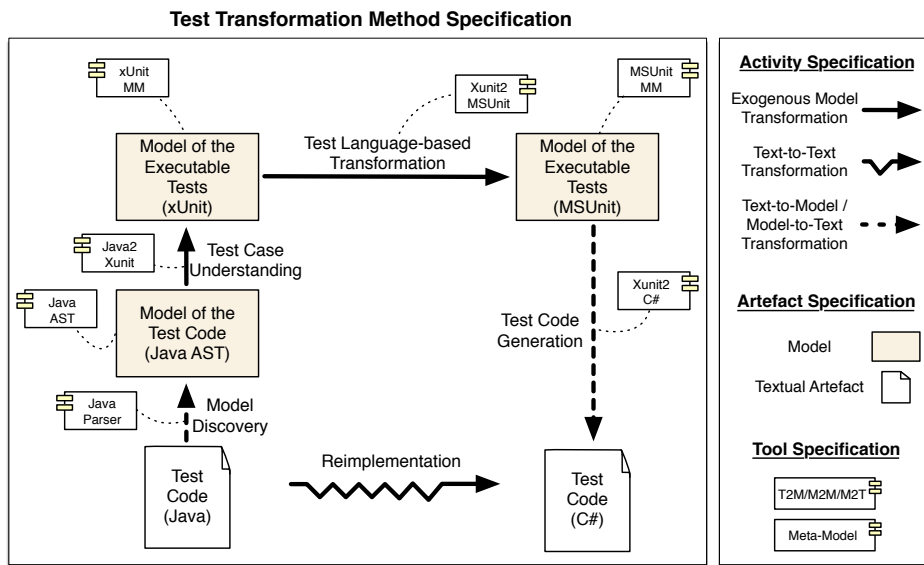 Test Transformation Method Specification
xUnit
MM
Xunit2
MSUnit
MSUnit
MM
Model of the
Executable
Tests
(xUnit)
Test Language-based
Transformation
Model of the
Executable
Tests
(MSUnit)
Java2
Xunit
Test Case
Understanding
Java
AST
Model of the
Test Code
(Java AST)
Xunit2
C#
Test Code
Generation
Java
Parser
Model
Discovery
Test
Code
(Java)
Reimplementation
Test
Code
(C#)
Activity Specification
Exogenous Model
Transformation
Text-to-Text
Transformation
Text-to-Model /
Model-to-Text
Transformation
Artefact Specification
Model
Textual Artefact
Tool Specification
T2M/M2M/M2T
Meta-Model